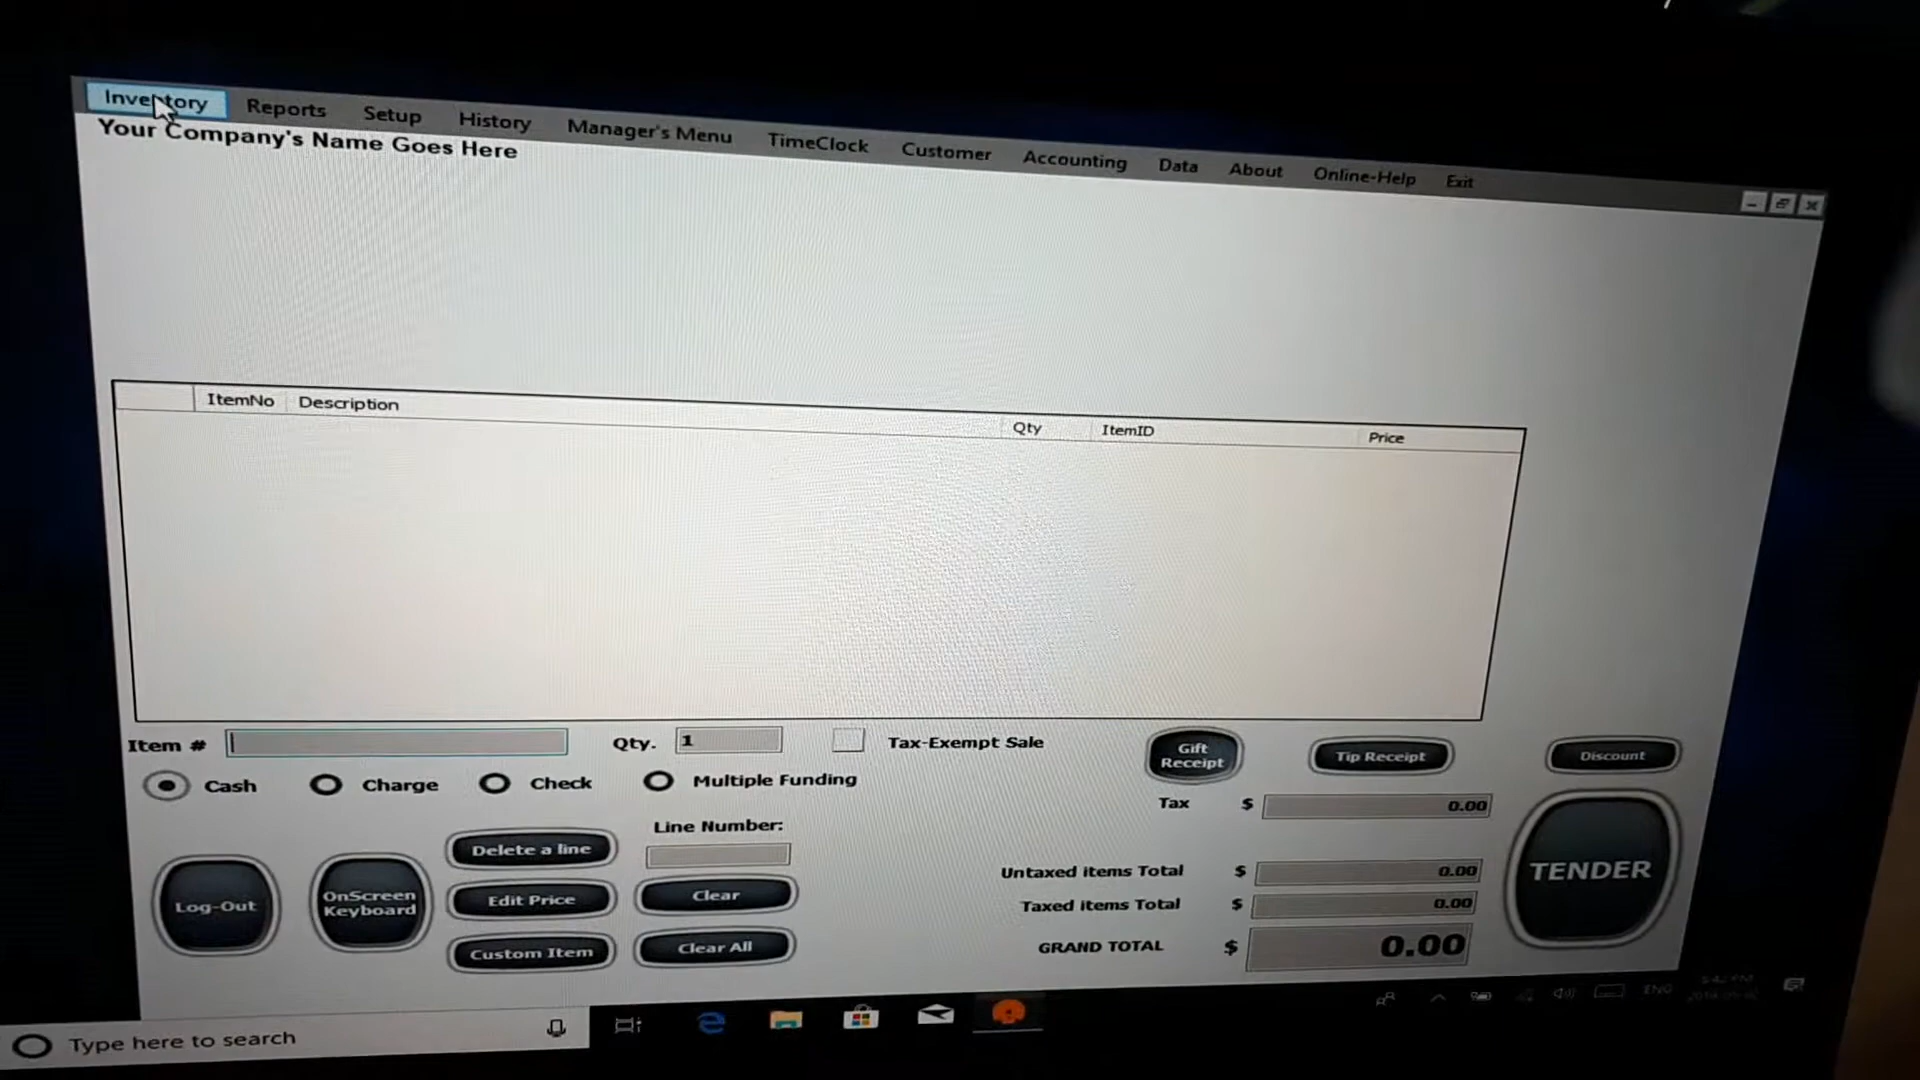 Inventory Reports Setup History Manager's Menu TimeClock Customer Accounting Data About Online-Help Exit
Your Company's Name Goes Here
ItemNo Description Qty ItemID Price
Item # Qty. 1 Tax-Exempt Sale
Gift
Receipt
Tip Receipt
Discount
Cash Charge Check Multiple Funding
Tax $ 0.00
Line Number:
Delete a line
Untaxed items Total $ 0.00
TENDER
Log-Out
OnScreen
Keyboard
Edit Price
Clear
Taxed items Total $ 0.00
Custom Item
Clear All
GRAND TOTAL $ 0.00
ENG
Type here to search